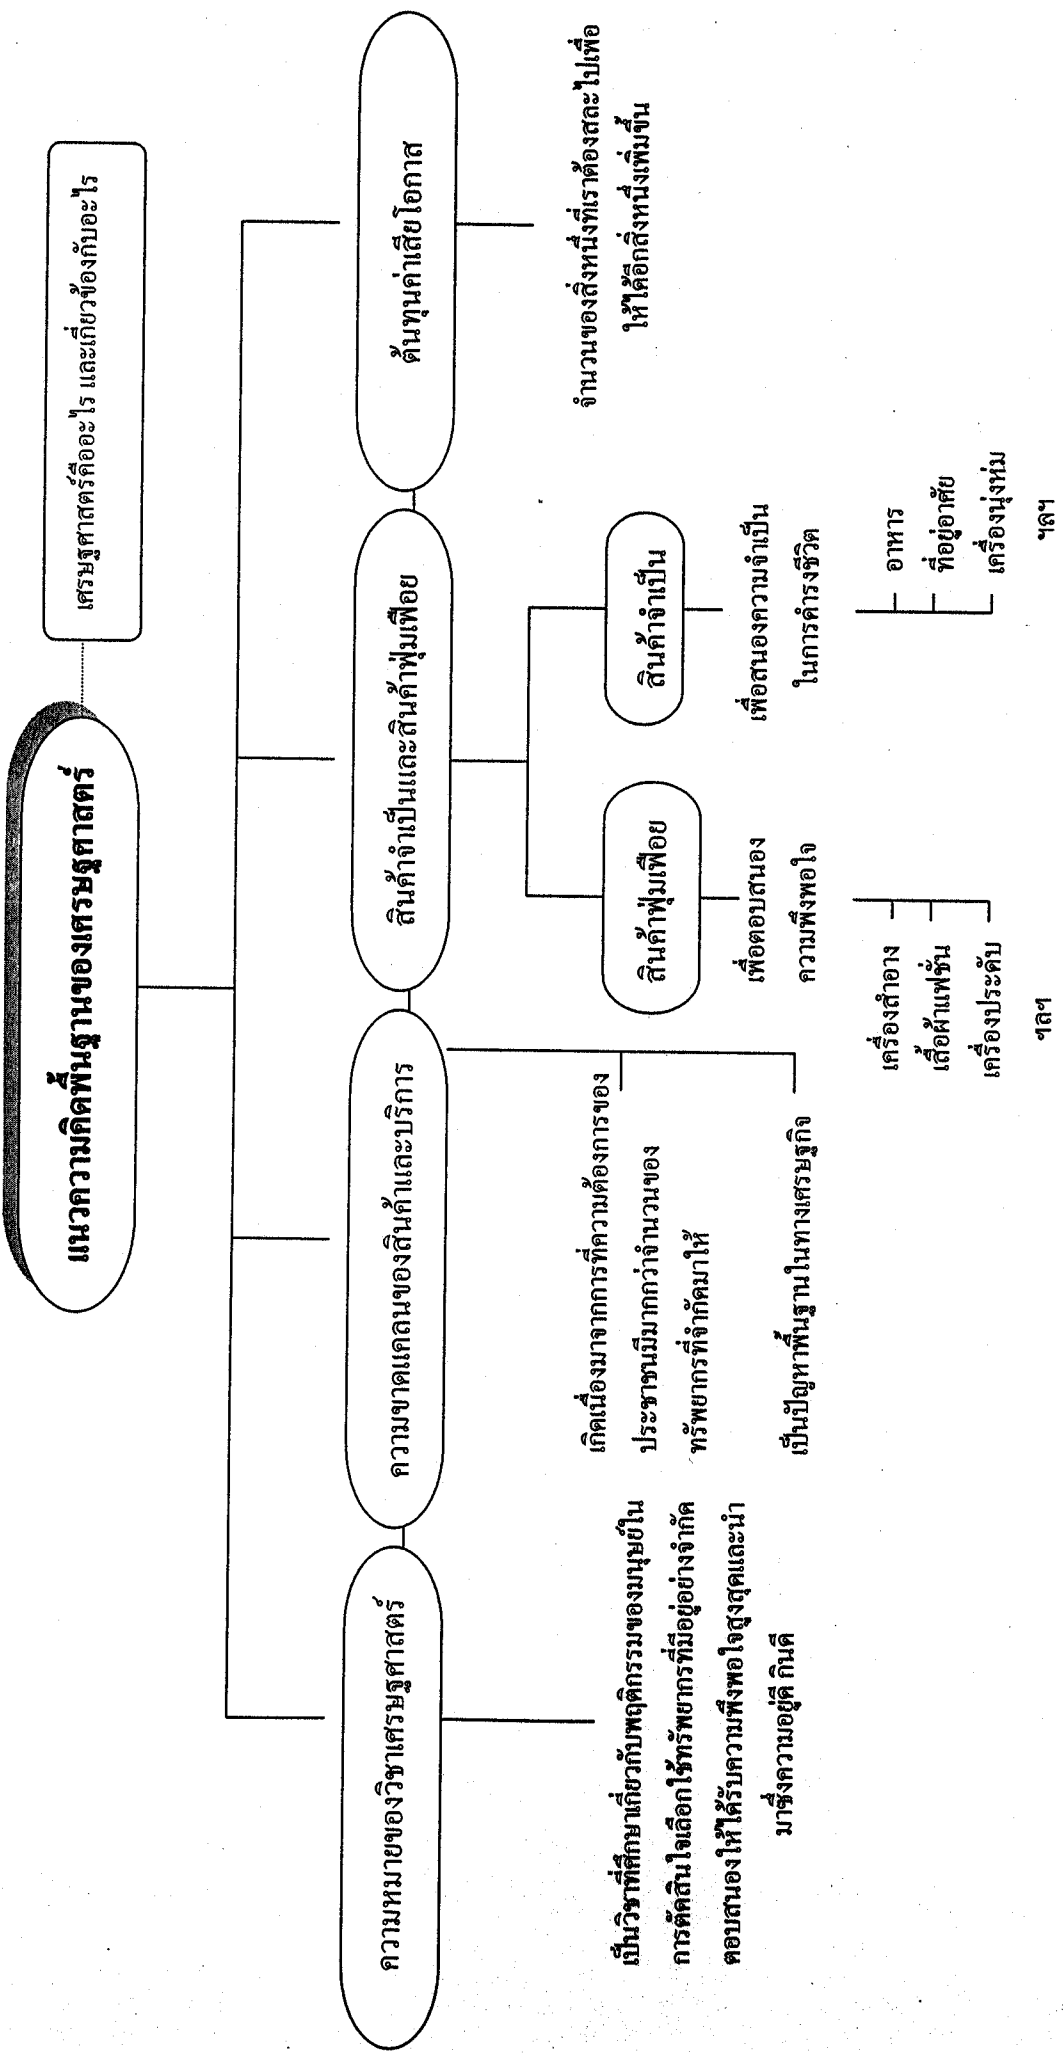 แนวความคิดพื้นฐานของเศรษฐศาสตร์
เศรษฐศาสตร์คืออะไร และเกี่ยวข้องกับอะไร
ความหมายของวิชาเศรษฐศาสตร์
เป็นวิชาที่ศึกษาเกี่ยวกับพฤติกรรมของมนุษย์ใน
การตัดสินใจเลือกใช้ทรัพยากรที่มีอยู่อย่างจำกัด
ตอบสนองให้ได้รับความพึงพอใจสูงสุดและนำ
มาซึ่งความอยู่ดี กินดี
ความขาดแคลนของสินค้าและบริการ
เกิดเนื่องมาจากการที่ความต้องการของ
ประชาชนมีมากกว่าจำนวนของ
ทรัพยากรที่จำกัดมาให้
เป็นปัญหาพื้นฐานในทางเศรษฐกิจ
สินค้าจำเป็นและสินค้าฟุ่มเฟือย
สินค้าฟุ่มเฟือย
เพื่อตอบสนอง
ความพึงพอใจ
เครื่องสำอาง
เสื้อผ้าแฟชั่น
เครื่องประดับ
ฯลฯ
สินค้าจำเป็น
เพื่อสนองความจำเป็น
ในการดำรงชีวิต
อาหาร
ที่อยู่อาศัย
เครื่องนุ่งห่ม
ฯลฯ
ต้นทุนค่าเสียโอกาส
จำนวนของสิ่งหนึ่งที่เราต้องสละไปเพื่อ
ให้ได้อีกสิ่งหนึ่งเพิ่มขึ้น